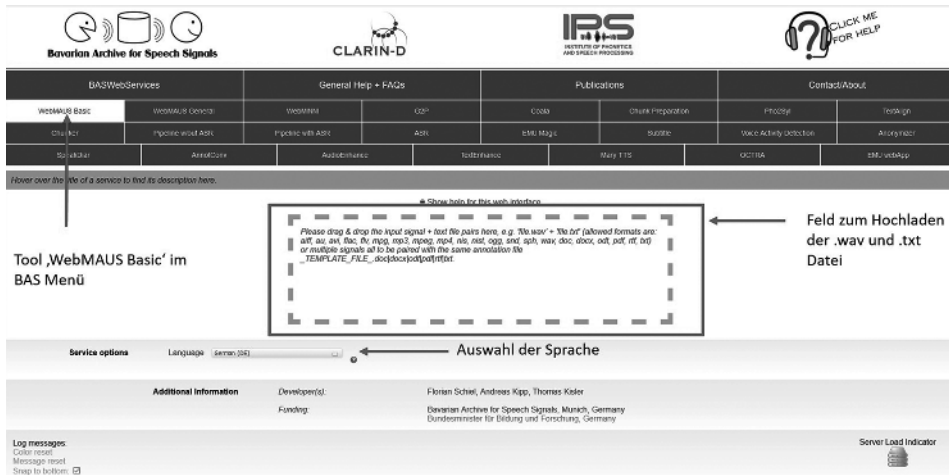 Bavarian Archive for Speech Signals
CLARIN-D
IPS
INSTITUTE OF PHONETICS
AND SPEECH PROCESSING
CLICK ME
FOR HELP
BASWebServices
General Help + FAQs
Publications
Contact/About
WebMAUS Basic
WebMAUS General
WebMINNI
G2P
Coala
Chunk Preparation
Pho2Syl
TextAlign
Chunker
Pipeline w/out ASR
Pipeline with ASR
ASR
EMU Magic
Subtitle
Voice Activity Detection
Anonymizer
AnnotConv
AudioEnhance
TextEnhance
Mary TTS
OCTRA
EMU webApp
Hover over the title of a service to find its description here.
Show help for this web interface
Please drag & drop the input signal + text file pairs here, e.g. 'file.wav' + 'file.txt' (allowed formats are:
aiff, au, avi, flac, flv, mpg, mp3, mpeg, mp4, nis, nist, ogg, snd, sph, wav, doc, docx, odt, pdf, rtf, txt)
or multiple signals all to be paired with the same annotation file
_TEMPLATE_FILE_.doc|docx|odt|pdf|rtf|txt.
Feld zum Hochladen
der .wav und .txt
Datei
Tool ‚WebMAUS Basic' im
BAS Menü
Service options
Language
German (DE)
Auswahl der Sprache
Additional Information
Developer(s):
Florian Schiel, Andreas Kipp, Thomas Kisler
Funding:
Bavarian Archive for Speech Signals, Munich, Germany
Bundesminister für Bildung und Forschung, Germany
Log messages:
Color reset
Message reset
Snap to bottom:
Server Load Indicator